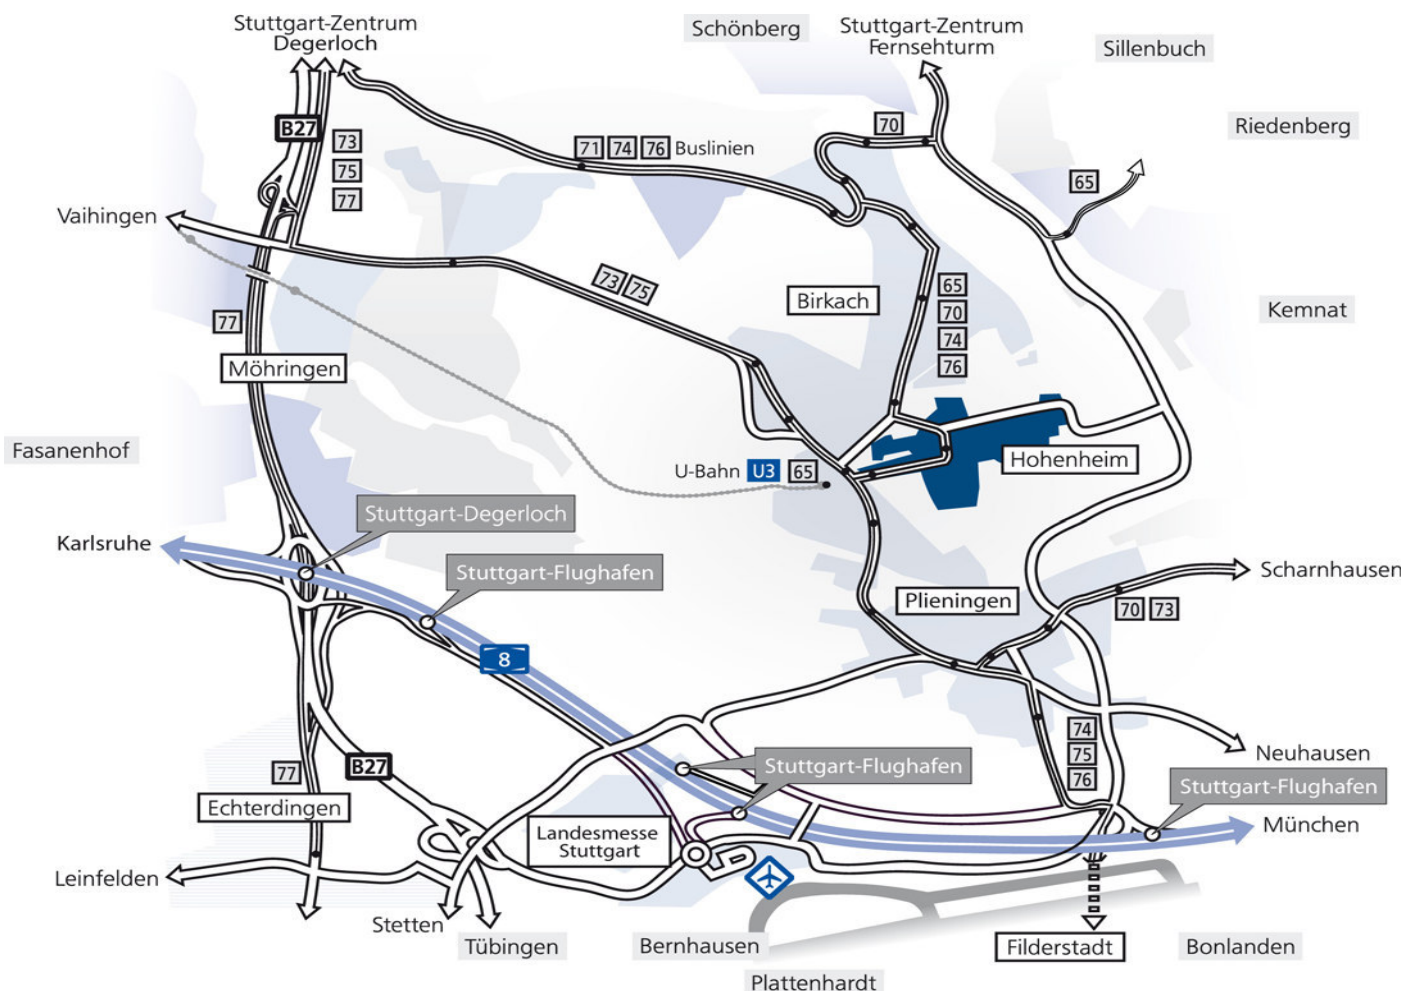 Stuttgart-Zentrum
Degerloch
Schönberg
Stuttgart-Zentrum
Fernsehturm
Sillenbuch
B27
73
75
77
71 74 76 Buslinien
70
Riedenberg
65
Vaihingen
73 75
Birkach
65
70
74
76
Kemnat
77
Möhringen
Fasanenhof
U-Bahn U3 65
Hohenheim
Stuttgart-Degerloch
Karlsruhe
Stuttgart-Flughafen
Scharnhausen
Plieningen
70 73
8
74
75
76
Neuhausen
B27
77
Stuttgart-Flughafen
Stuttgart-Flughafen
Echterdingen
Landesmesse
Stuttgart
München
Leinfelden
Stetten
Tübingen
Bernhausen
Filderstadt
Bonlanden
Plattenhardt